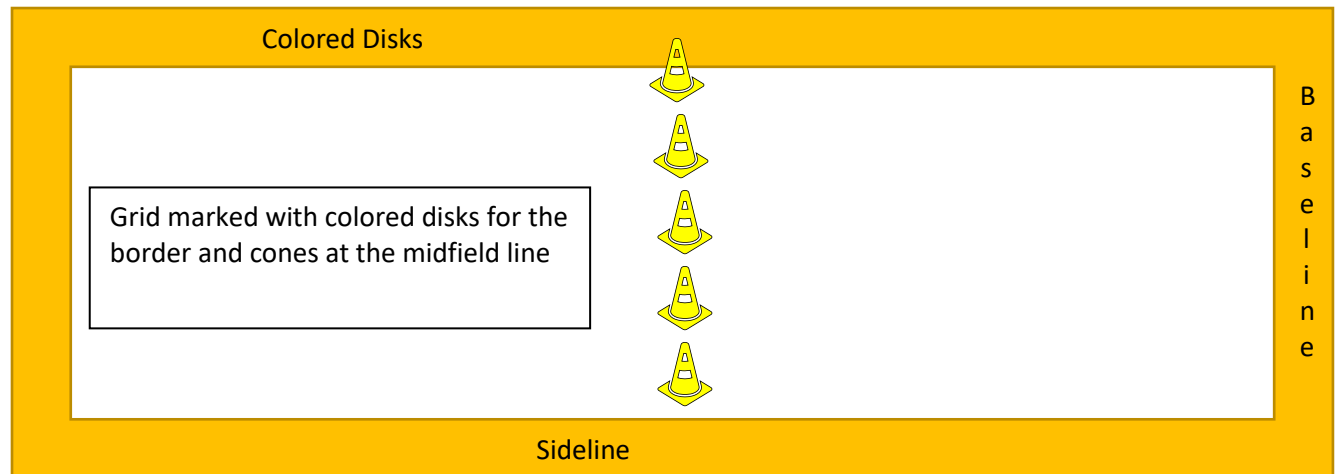 Colored Disks
Grid marked with colored disks for the
border and cones at the midfield line
B
a
s
e
l
i
n
e
Sideline